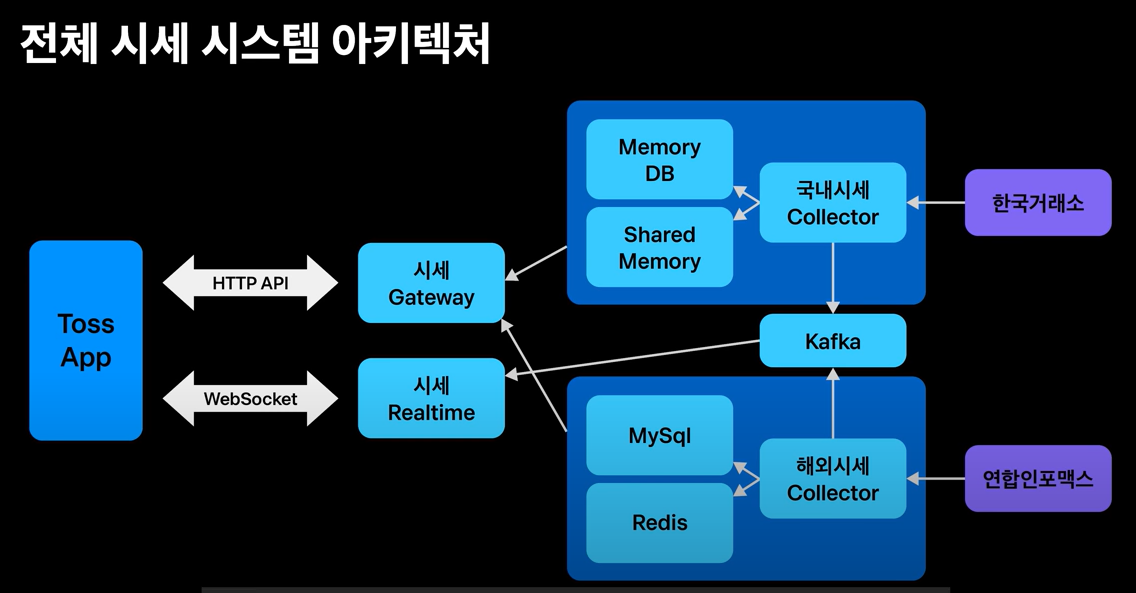 전체 시세 시스템 아키텍처
Toss
App
HTTP API
WebSocket
시세
Gateway
시세
Realtime
Memory
DB
Shared
Memory
국내시세
Collector
한국거래소
Kafka
MySql
Redis
해외시세
Collector
연합인포맥스